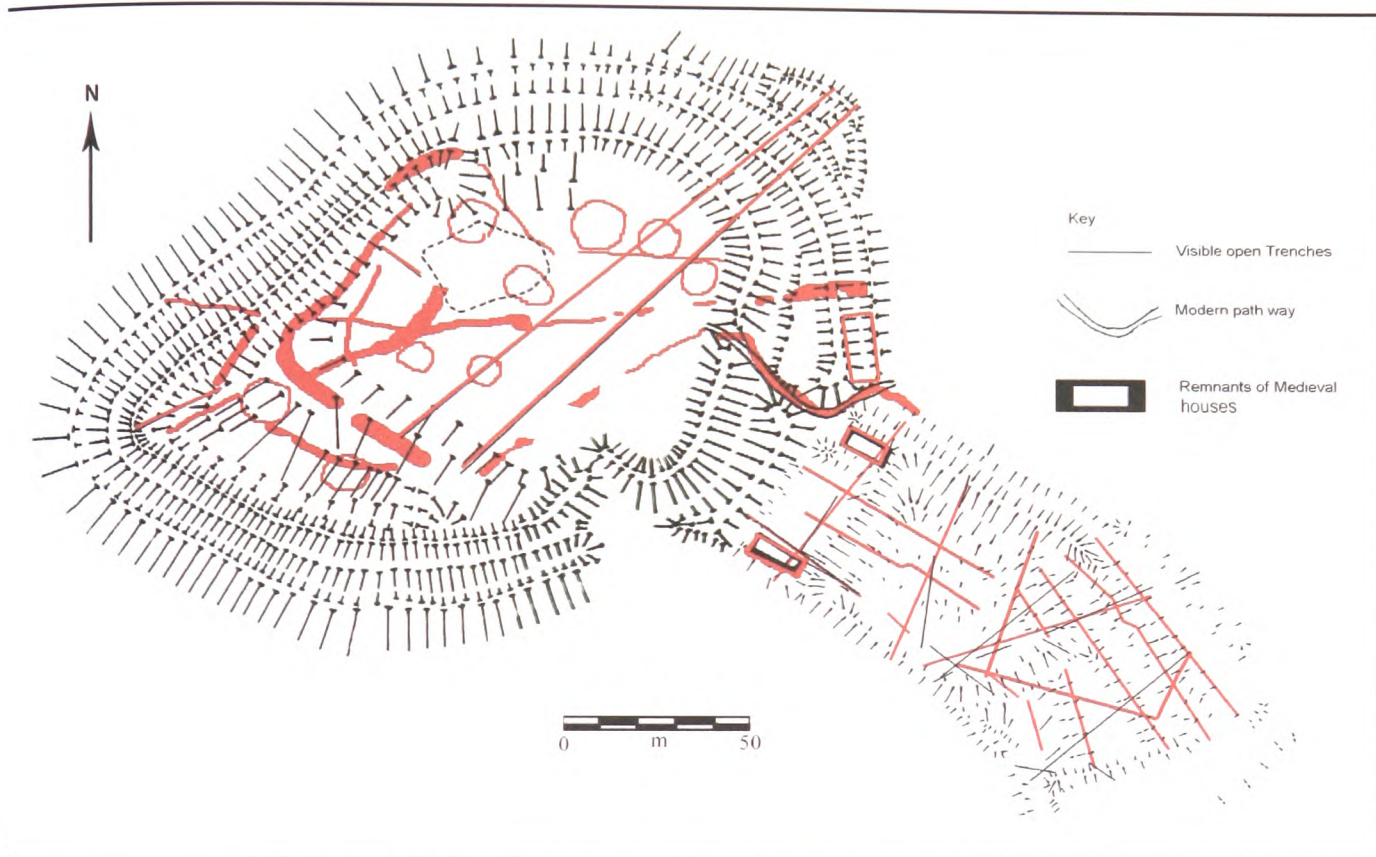 N
Key
Visible open Trenches
Modern path way
Remnants of Medieval
houses
0 m 50